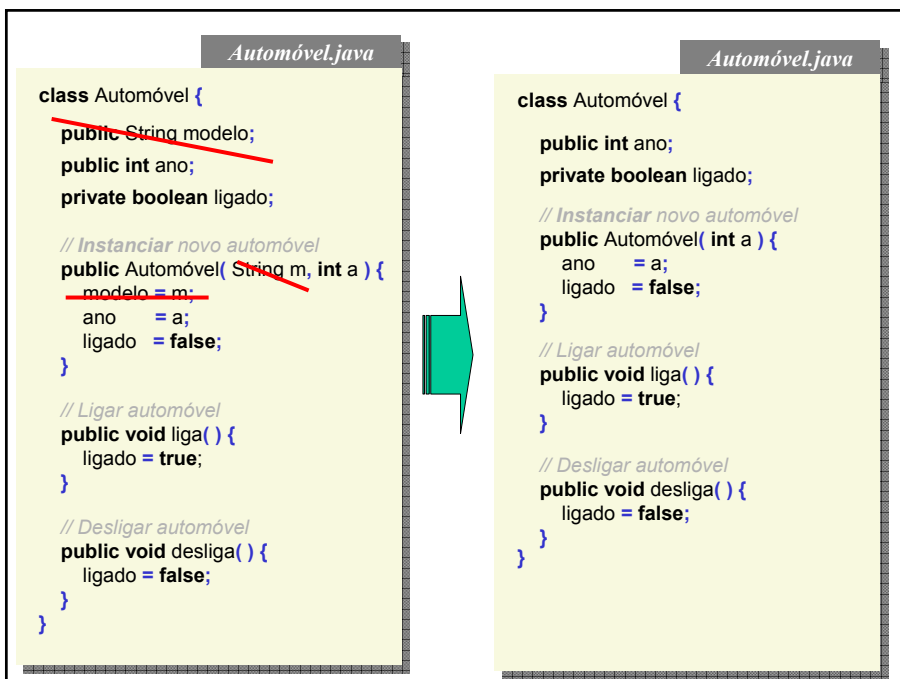 Automóvel.java
class Automóvel {
public String modelo;
public int ano;
private boolean ligado;
// Instanciar novo automóvel
public Automóvel( String m, int a ) {
modelo = m;
ano = a;
ligado = false;
}
// Ligar automóvel
public void liga( ) {
ligado = true;
}
// Desligar automóvel
public void desliga( ) {
ligado = false;
}
}
Automóvel.java
class Automóvel {
public int ano;
private boolean ligado;
// Instanciar novo automóvel
public Automóvel( int a ) {
ano = a;
ligado = false;
}
// Ligar automóvel
public void liga( ) {
ligado = true;
}
// Desligar automóvel
public void desliga( ) {
ligado = false;
}
}